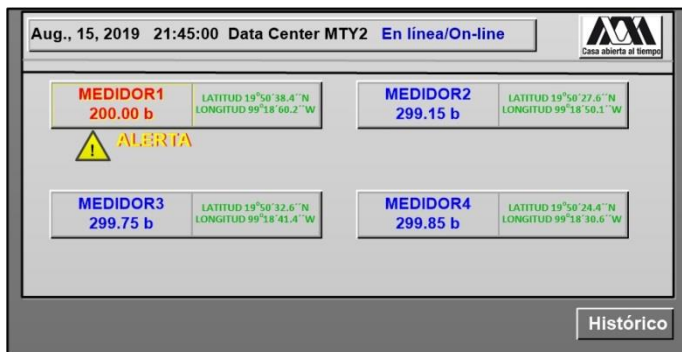 Aug., 15, 2019 21:45:00 Data Center MTY2 En línea/On-line
Casa abierta al tiempo
MEDIDOR1
200.00 b
LATITUD 19°50´38.4´´N
LONGITUD 99°18´60.2´´W
ALERTA
MEDIDOR2
299.15 b
LATITUD 19°50´27.6´´N
LONGITUD 99°18´50.1´´W
MEDIDOR3
299.75 b
LATITUD 19°50´32.6´´N
LONGITUD 99°18´41.4´´W
MEDIDOR4
299.85 b
LATITUD 19°50´24.4´´N
LONGITUD 99°18´30.6´´W
Histórico